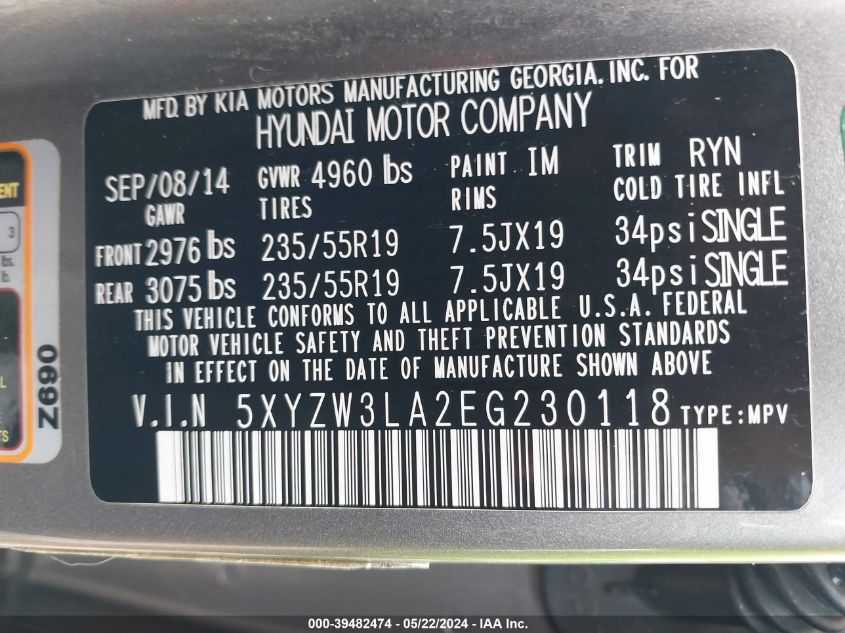 MFD. BY KIA MOTORS MANUFACTURING GEORGIA. INC. FOR
HYUNDAI MOTOR COMPANY
SEP/08/14 GVWR 4960 lbs PAINT IM TRIM RYN
GAWR TIRES RIMS COLD TIRE INFL
FRONT 2976 lbs 235/55R19 7.5JX19 34psi SINGLE
REAR 3075 lbs 235/55R19 7.5JX19 34psi SINGLE
THIS VEHICLE CONFORMS TO ALL APPLICABLE U.S.A. FEDERAL
MOTOR VEHICLE SAFETY AND THEFT PREVENTION STANDARDS
IN EFFECT ON THE DATE OF MANUFACTURE SHOWN ABOVE
V.I.N 5XYZW3LA2EG230118 TYPE:MPV
3
lbs.
lb.
Z690
000-39482474 - 05/22/2024 - IAA Inc.